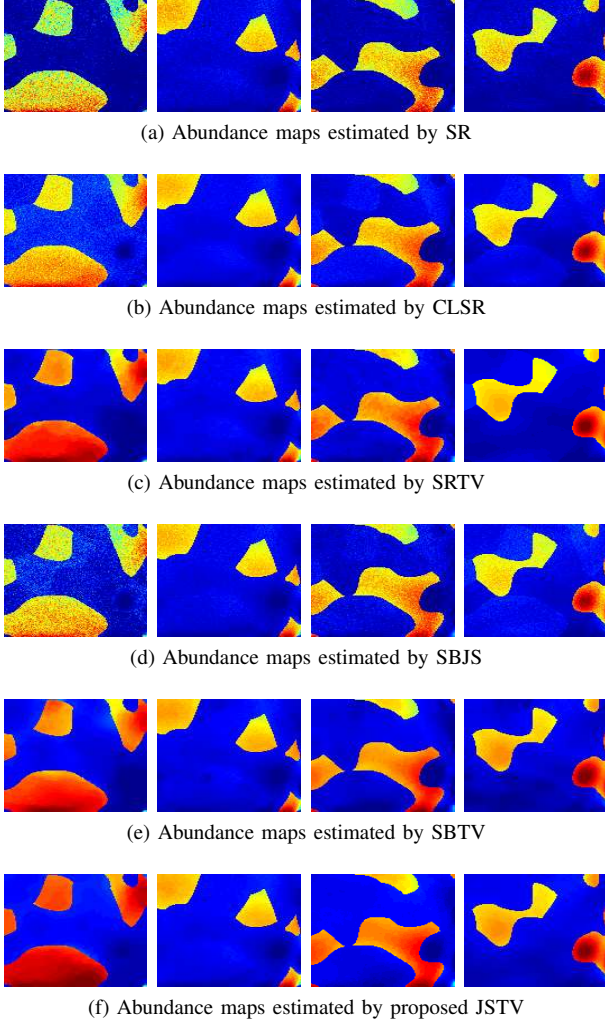 (a) Abundance maps estimated by SR
(b) Abundance maps estimated by CLSR
(c) Abundance maps estimated by SRTV
(d) Abundance maps estimated by SBJS
(e) Abundance maps estimated by SBTV
(f) Abundance maps estimated by proposed JSTV